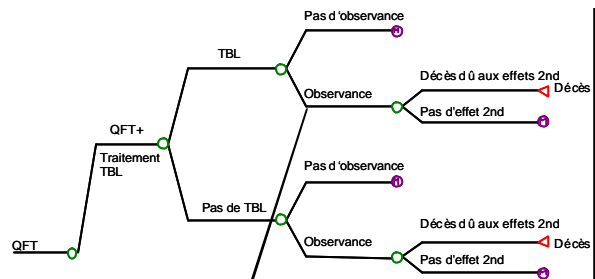 Pas d'observance
TBL
Décès dû aux effets 2nd
Décès
Observance
Pas d'effet 2nd
QFT+
Traitement
TBL
Pas d'observance
Pas de TBL
Décès dû aux effets 2nd
Décès
Observance
Pas d'effet 2nd
QFT